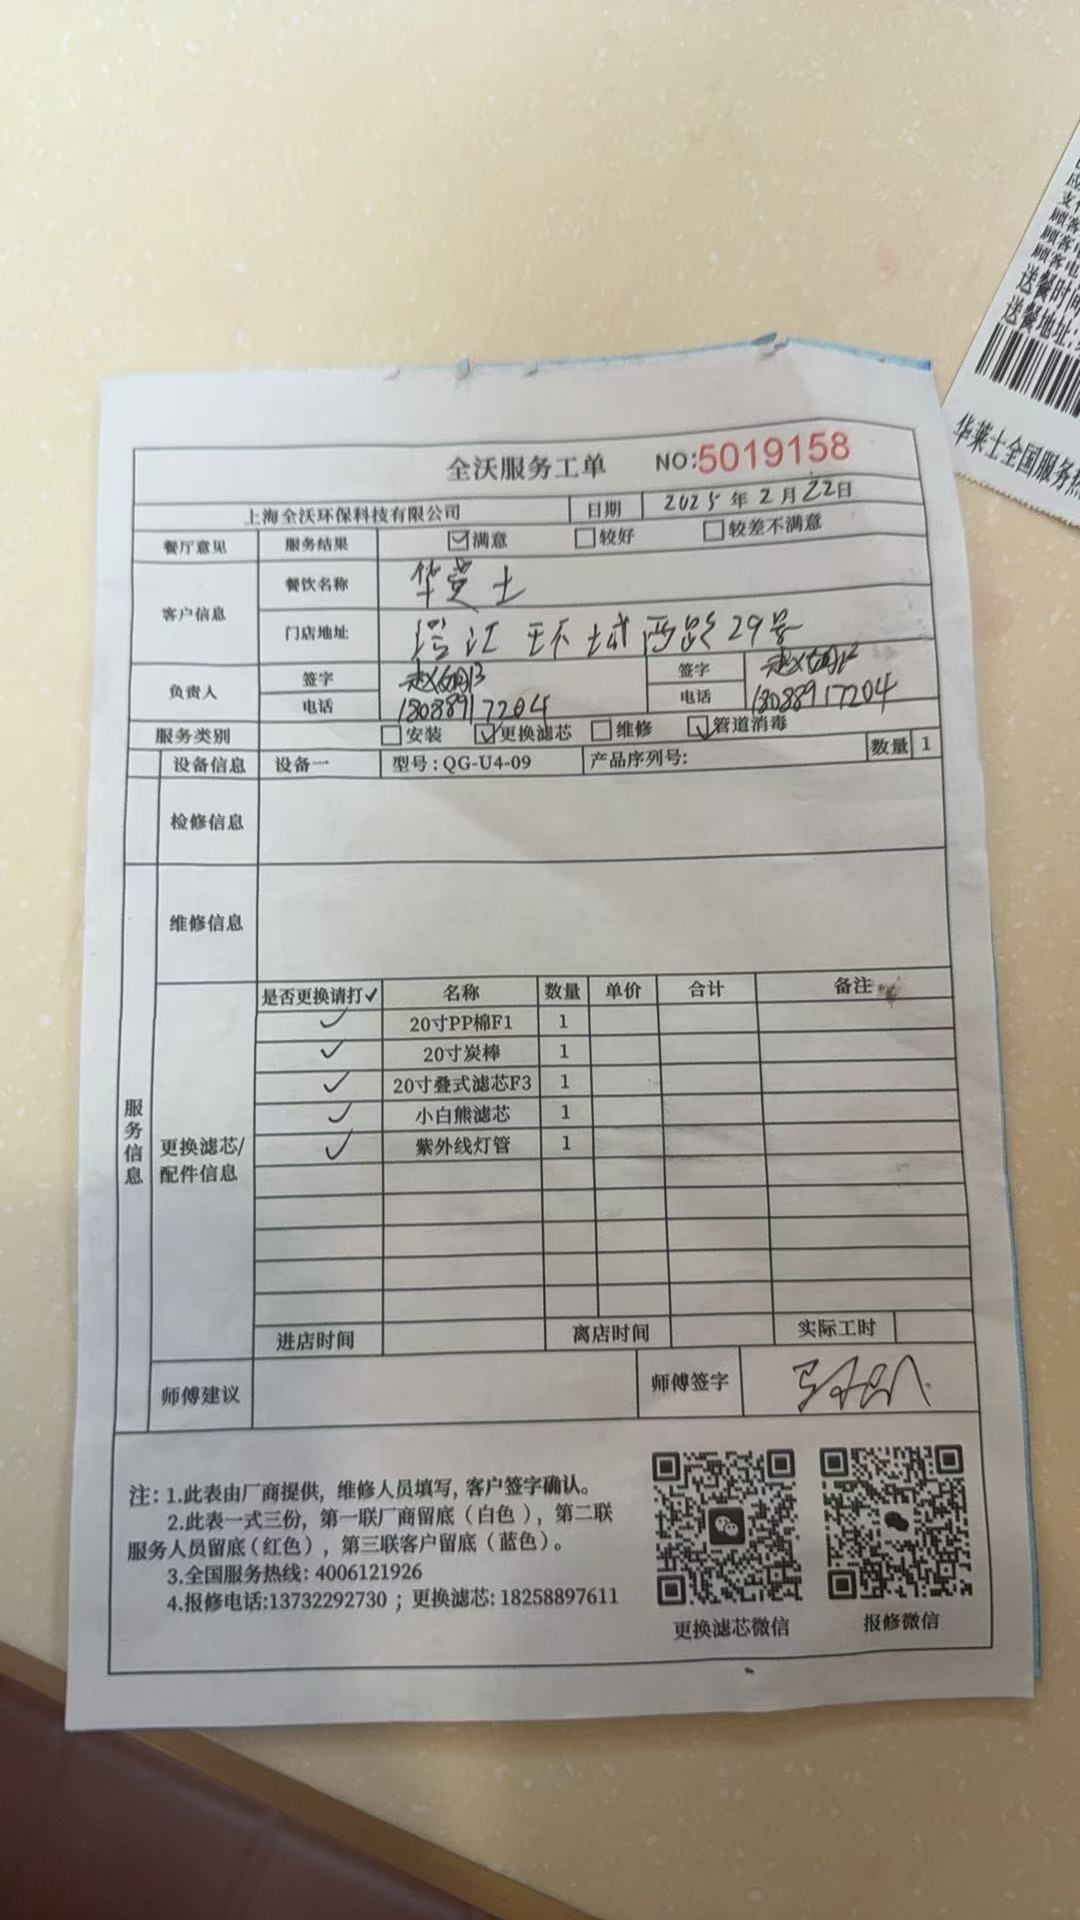 全沃服务工单 NO:5019158
上海全沃环保科技有限公司 日期 2025年2月22日
餐厅意见 服务结果 ☑满意 □较好 □较差不满意
客户信息 餐饮名称 华莱士
门店地址 环城西路29号
负责人 签字 签字
电话 18088917204 电话 18088917204
服务类别 □安装 ☑更换滤芯 □维修 ☑管道消毒
设备信息 设备一 型号:QG-U4-09 产品序列号: 数量 1
检修信息
维修信息
服务信息
更换滤芯/配件信息
是否更换请打✓ 名称 数量 单价 合计 备注
✓ 20寸PP棉F1 1
✓ 20寸炭棒 1
✓ 20寸叠式滤芯F3 1
✓ 小白熊滤芯 1
✓ 紫外线灯管 1
进店时间 离店时间 实际工时
师傅建议 师傅签字
注: 1.此表由厂商提供, 维修人员填写, 客户签字确认。
2.此表一式三份, 第一联厂商留底(白色), 第二联
服务人员留底(红色), 第三联客户留底(蓝色)。
3.全国服务热线: 4006121926
4.报修电话:13732292730 ; 更换滤芯: 18258897611
更换滤芯微信 报修微信
顾客
顾客电
顾客电
送餐时间
送餐地址:
华莱士全国服务热